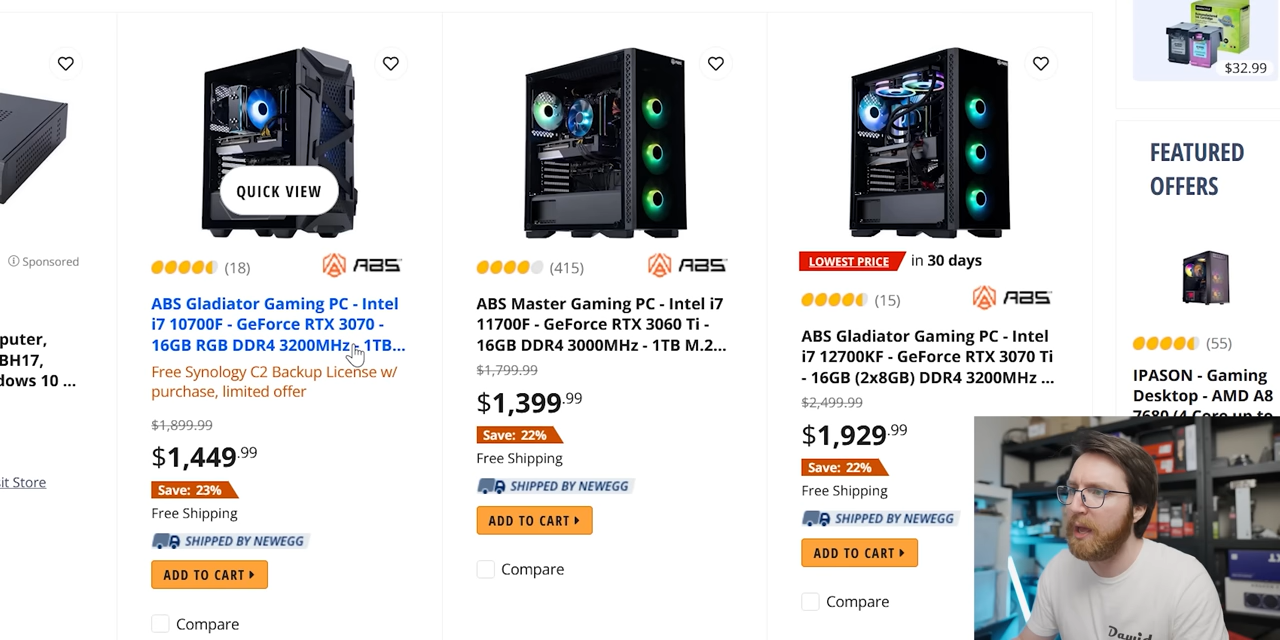 Sponsored
puter,
BH17,
dows 10 ...
it Store
QUICK VIEW
(18)
ABS
ABS Gladiator Gaming PC - Intel
i7 10700F - GeForce RTX 3070 -
16GB RGB DDR4 3200MHz - 1TB...
Free Synology C2 Backup License w/
purchase, limited offer
$1,899.99
$1,449.99
Save: 23%
Free Shipping
SHIPPED BY NEWEGG
ADD TO CART
Compare
(415)
ABS
ABS Master Gaming PC - Intel i7
11700F - GeForce RTX 3060 Ti -
16GB DDR4 3000MHz - 1TB M.2...
$1,799.99
$1,399.99
Save: 22%
Free Shipping
SHIPPED BY NEWEGG
ADD TO CART
Compare
LOWEST PRICE in 30 days
(15)
ABS
ABS Gladiator Gaming PC - Intel
i7 12700KF - GeForce RTX 3070 Ti
- 16GB (2x8GB) DDR4 3200MHz ...
$2,499.99
$1,929.99
Save: 22%
Free Shipping
SHIPPED BY NEWEGG
ADD TO CART
Compare
$32.99
FEATURED
OFFERS
(55)
IPASON - Gaming
Desktop - AMD A8
7680 (4 Core up to
David